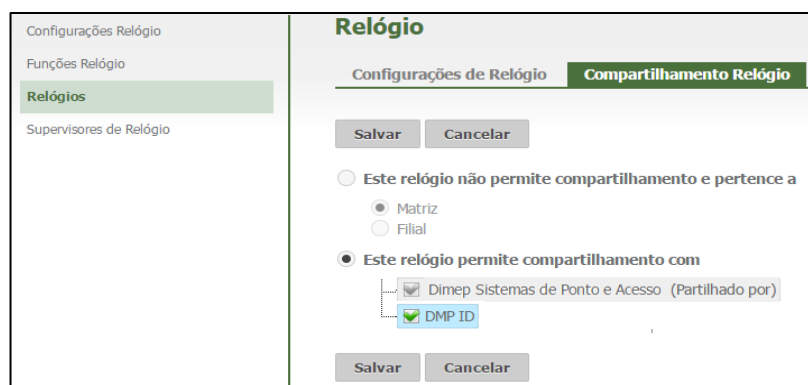 Configurações Relógio
Funções Relógio
Relógios
Supervisores de Relógio
Relógio
Configurações de Relógio
Compartilhamento Relógio
Salvar
Cancelar
Este relógio não permite compartilhamento e pertence a
Matriz
Filial
Este relógio permite compartilhamento com
Dimep Sistemas de Ponto e Acesso (Partilhado por)
DMP ID
Salvar
Cancelar